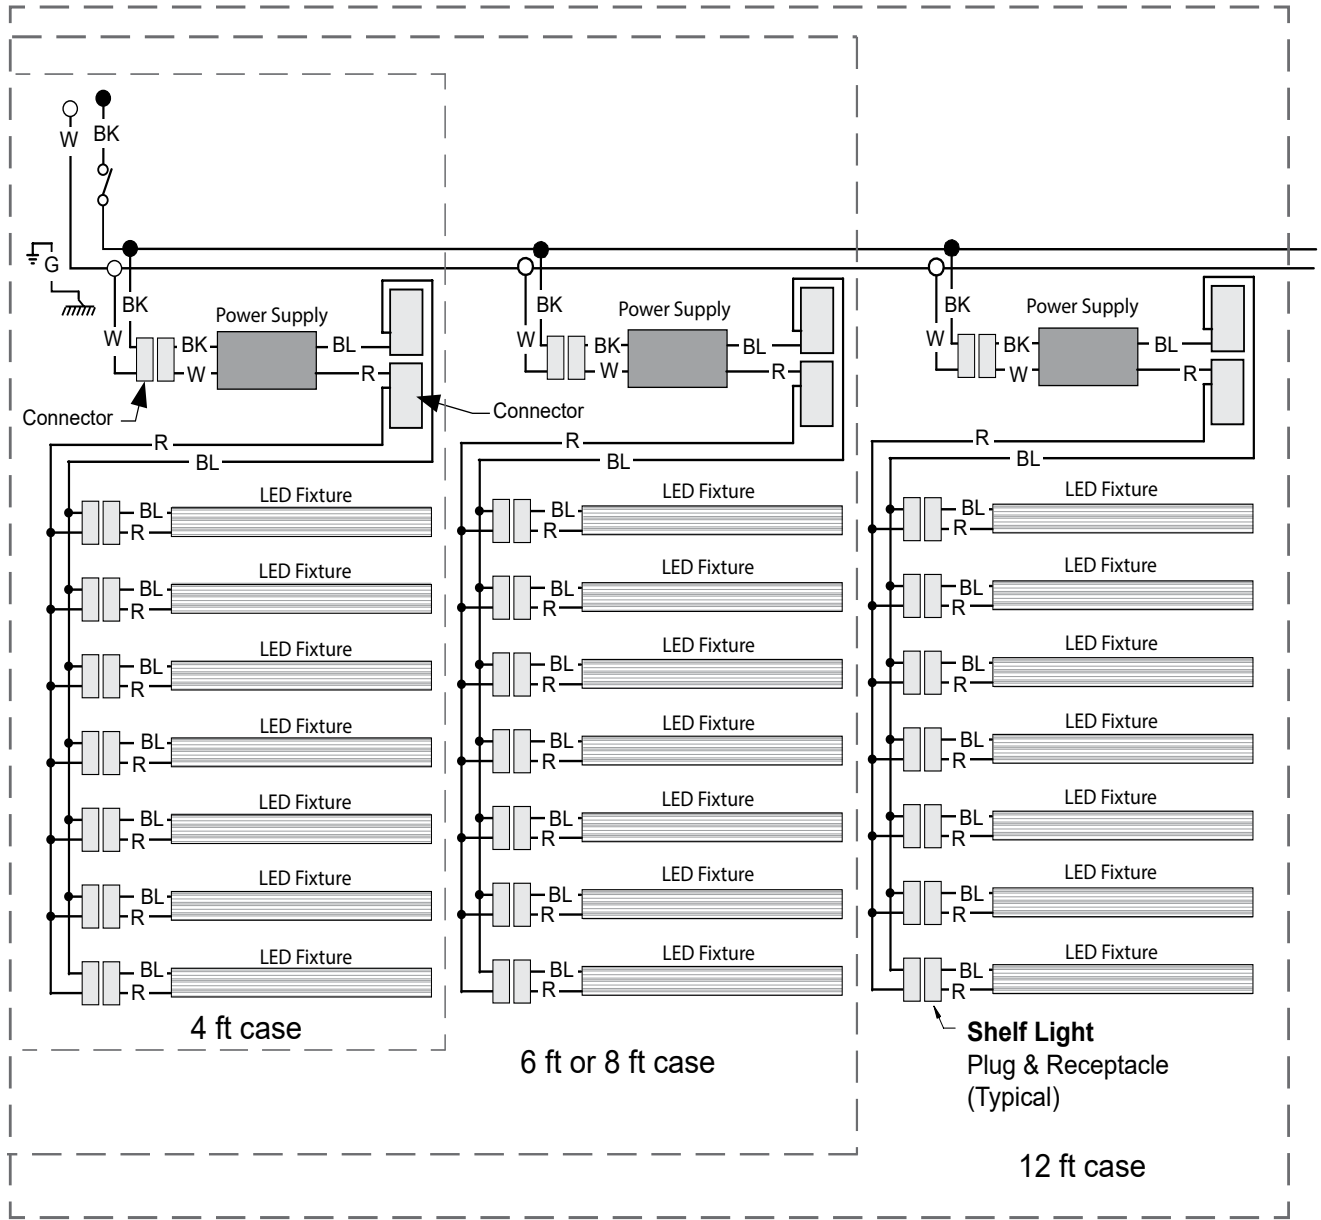 W
BK
G
BK
W
Power Supply
BK
BL
W
R
Connector
Connector
R
BL
LED Fixture
BL
R
LED Fixture
BL
R
LED Fixture
BL
R
LED Fixture
BL
R
LED Fixture
BL
R
LED Fixture
BL
R
LED Fixture
BL
R
4 ft case
BK
W
Power Supply
BK
BL
W
R
R
BL
LED Fixture
BL
R
LED Fixture
BL
R
LED Fixture
BL
R
LED Fixture
BL
R
LED Fixture
BL
R
LED Fixture
BL
R
LED Fixture
BL
R
6 ft or 8 ft case
BK
W
Power Supply
BK
BL
W
R
R
BL
LED Fixture
BL
R
LED Fixture
BL
R
LED Fixture
BL
R
LED Fixture
BL
R
LED Fixture
BL
R
LED Fixture
BL
R
LED Fixture
BL
R
Shelf Light
Plug & Receptacle
(Typical)
12 ft case